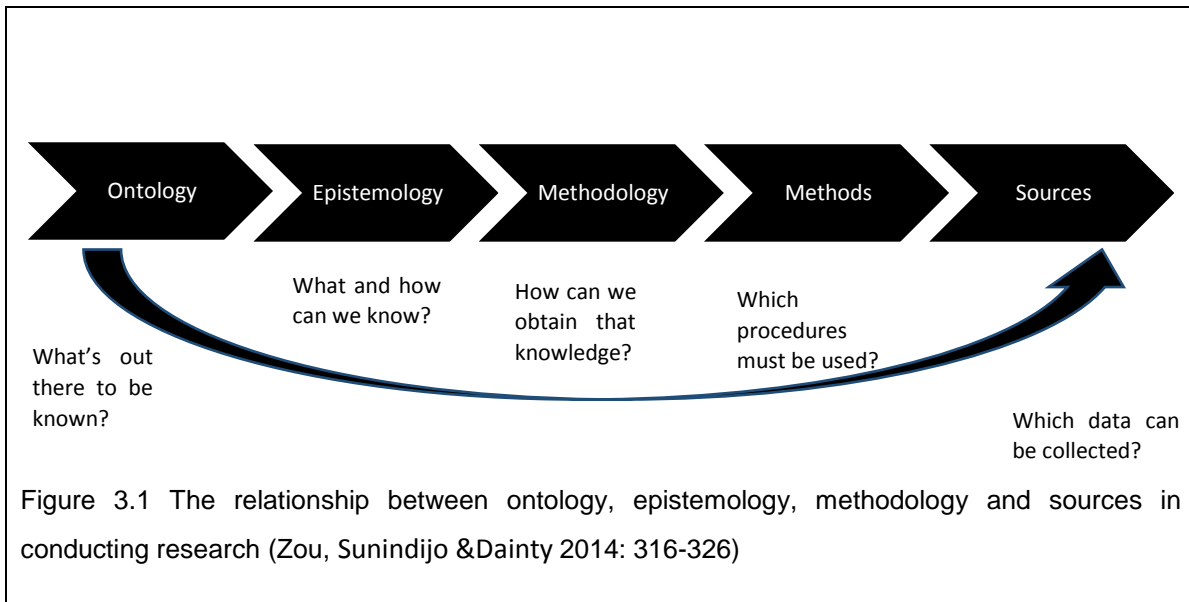 Ontology
Epistemology
Methodology
Methods
Sources
What's out
there to be
known?
What and how
can we know?
How can we
obtain that
knowledge?
Which
procedures
must be used?
Which data can
be collected?
Figure 3.1 The relationship between ontology, epistemology, methodology and sources in
conducting research (Zou, Sunindijo &Dainty 2014: 316-326)